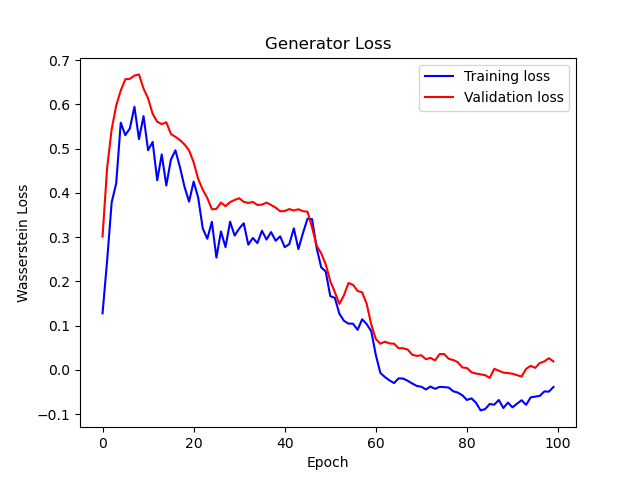 Generator Loss
Training loss
Validation loss
Wasserstein Loss
0.7
0.6
0.5
0.4
0.3
0.2
0.1
0.0
−0.1
0 20 40 60 80 100
Epoch